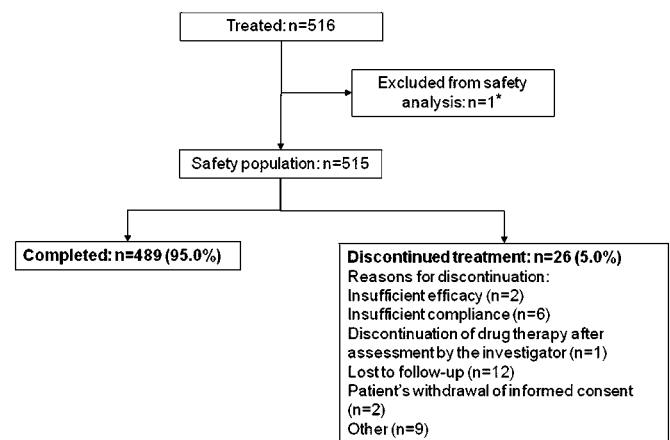 Treated: n=516
Excluded from safety
analysis: n=1*
Safety population: n=515
Completed: n=489 (95.0%)
Discontinued treatment: n=26 (5.0%)
Reasons for discontinuation:
Insufficient efficacy (n=2)
Insufficient compliance (n=6)
Discontinuation of drug therapy after
assessment by the investigator (n=1)
Lost to follow-up (n=12)
Patient's withdrawal of informed consent
(n=2)
Other (n=9)